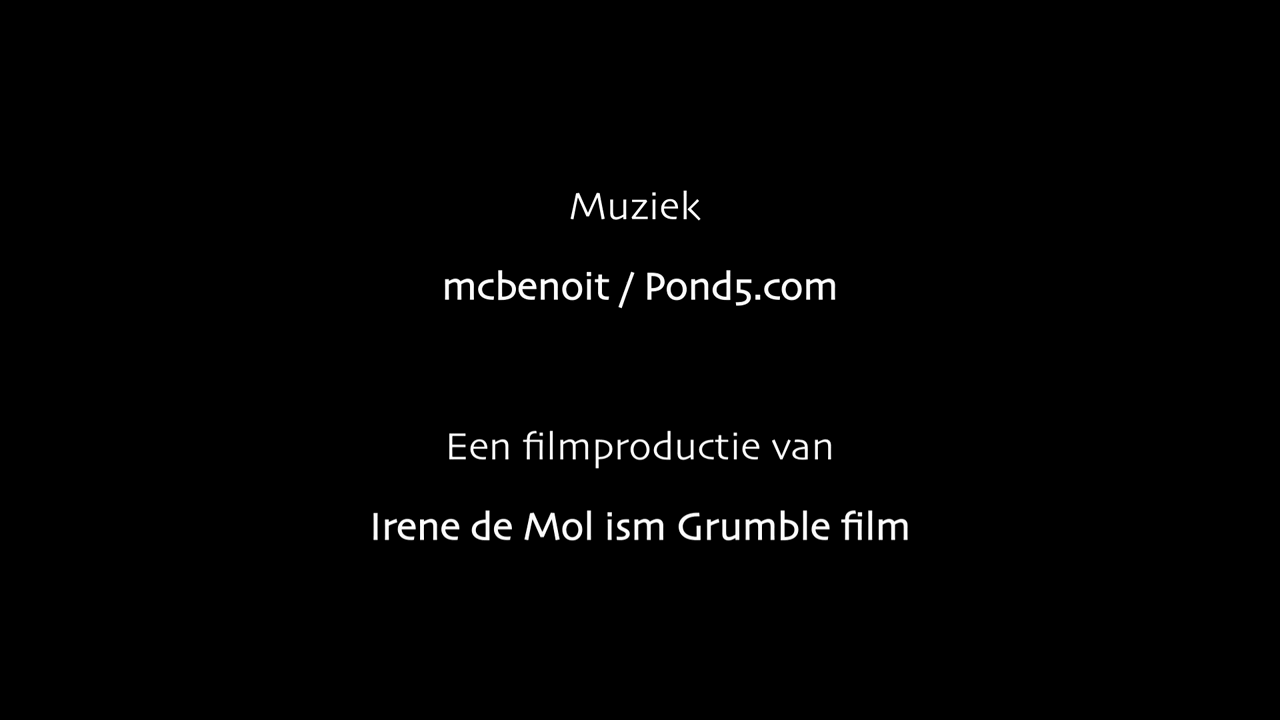 Muziek
mcbenoit / Pond5.com
Een filmproductie van
Irene de Mol ism Grumble film